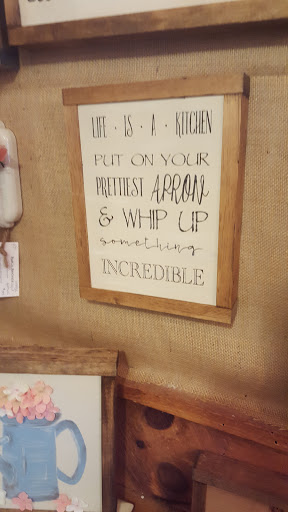 LIFE · IS · A · KITCHEN
PUT ON YOUR
PRETTIEST APRON
& WHIP UP
something
INCREDIBLE